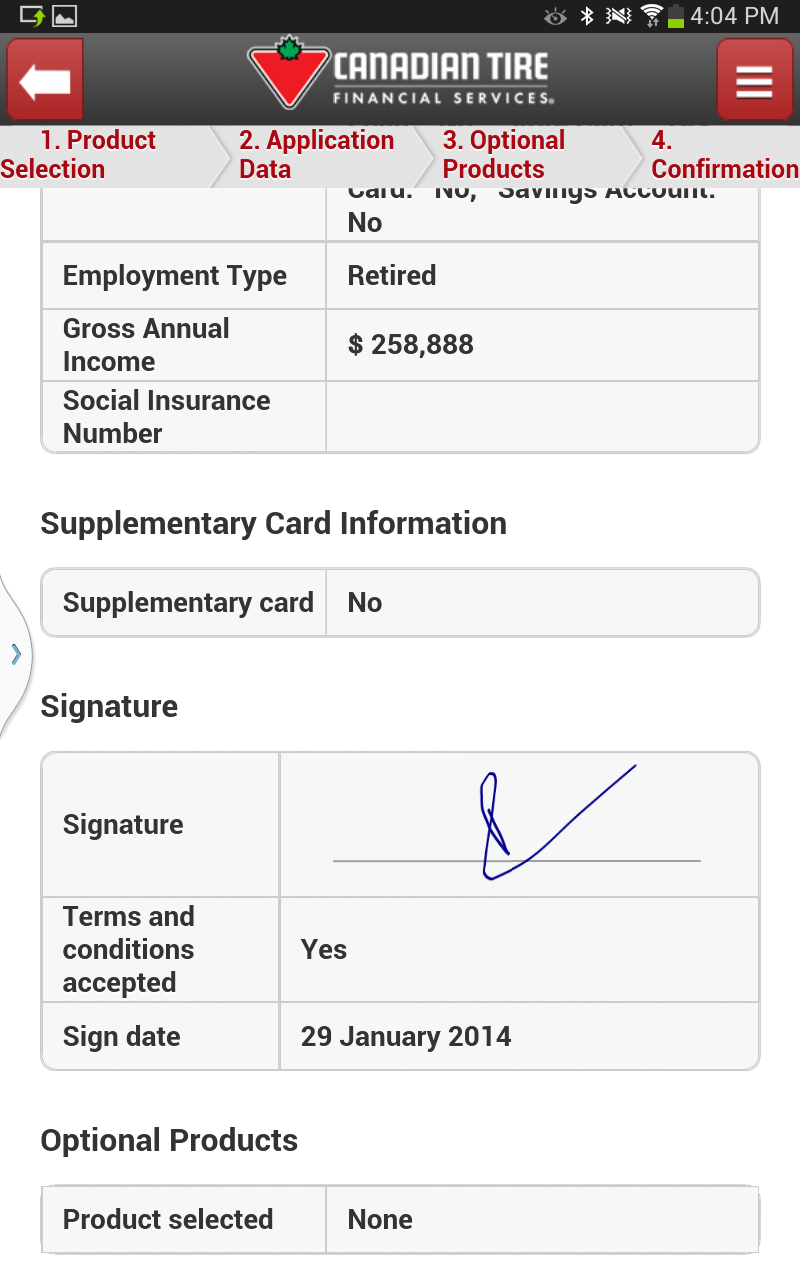 4:04 PM
CANADIAN TIRE
FINANCIAL SERVICES®
1. Product Selection
2. Application Data
3. Optional Products
4. Confirmation
Card: No, Savings Account:
No
Employment Type
Retired
Gross Annual
Income
$ 258,888
Social Insurance
Number
Supplementary Card Information
Supplementary card
No
Signature
Signature
Terms and
conditions
accepted
Yes
Sign date
29 January 2014
Optional Products
Product selected
None